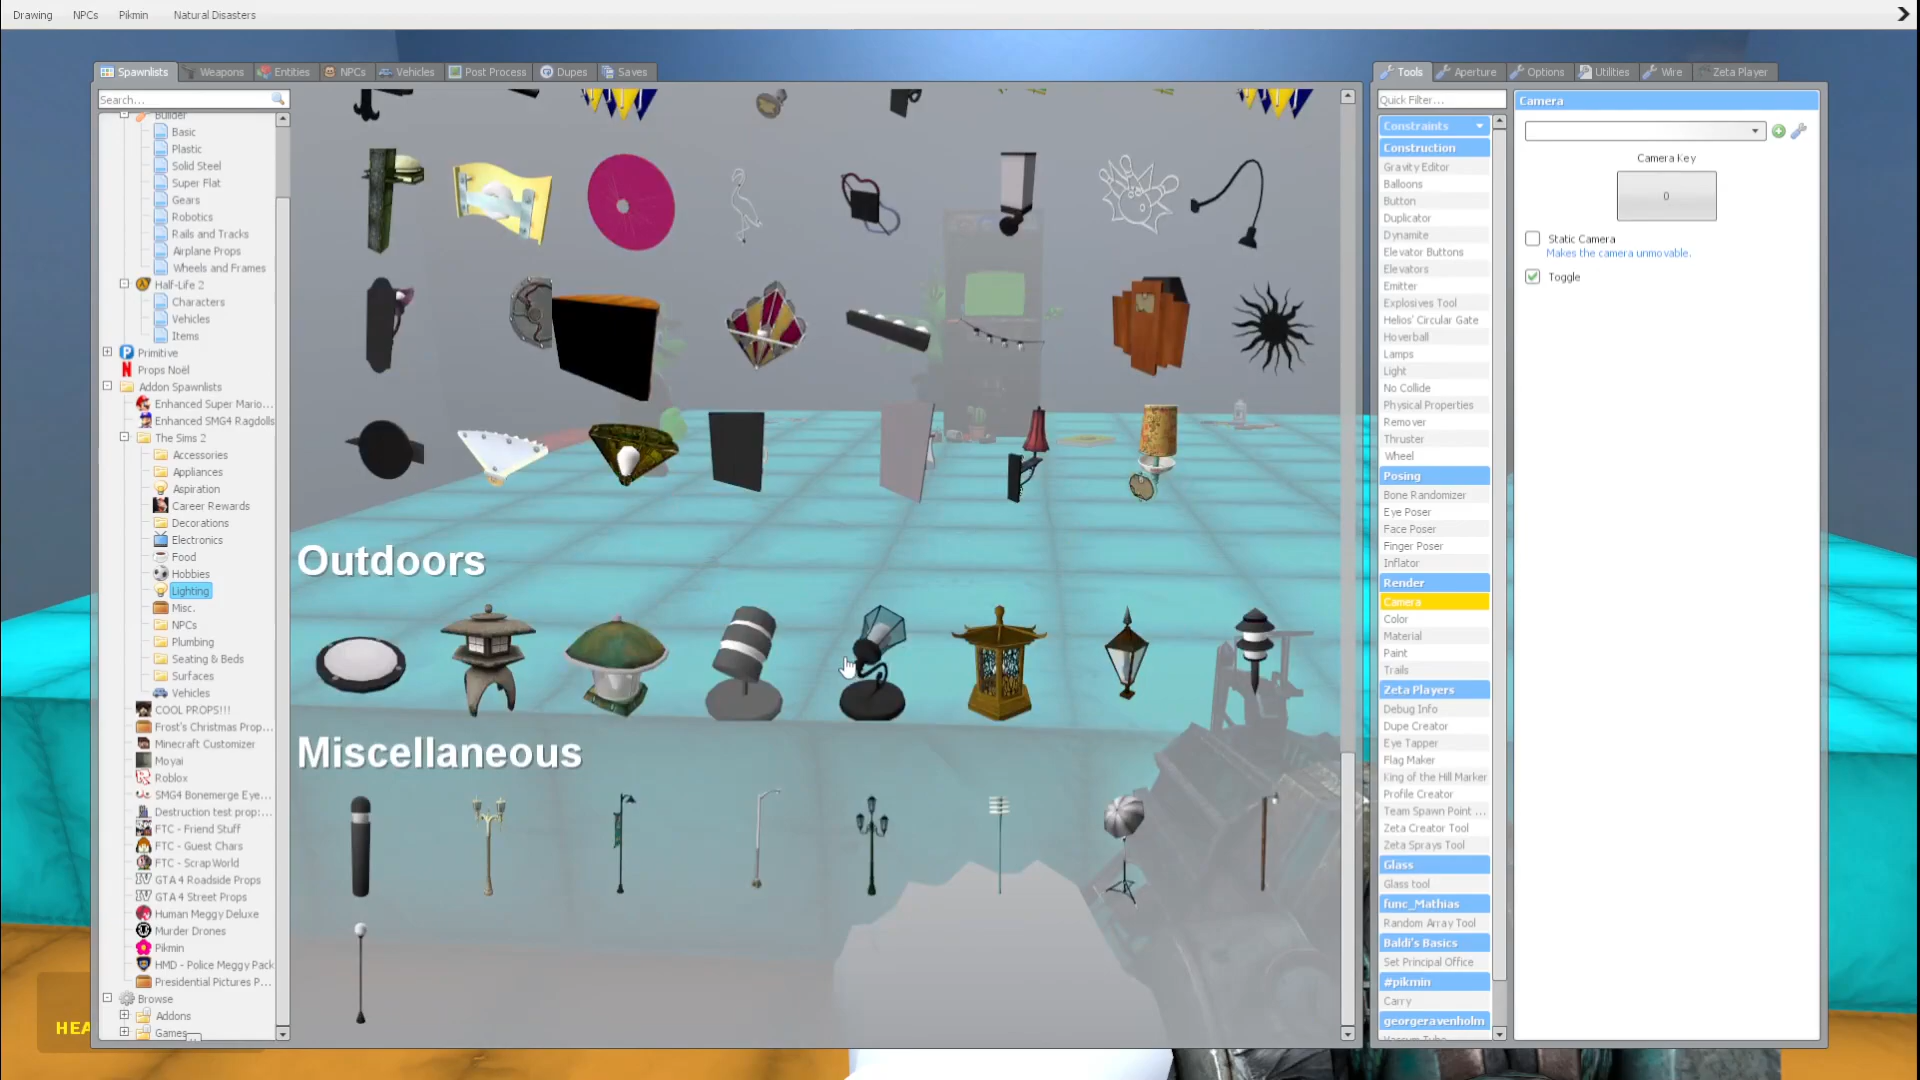 Drawing NPCs Pikmin Natural Disasters
Spawnlists Weapons Entities NPCs Vehicles Post Process Dupes Saves
Search...
Builder
Basic
Plastic
Solid Steel
Super Flat
Gears
Robotics
Rails and Tracks
Airplane Props
Wheels and Frames
Half-Life 2
Characters
Vehicles
Items
Primitive
Props Noël
Addon Spawnlists
Enhanced Super Mario...
Enhanced SMG4 Ragdolls
The Sims 2
Accessories
Appliances
Aspiration
Career Rewards
Decorations
Electronics
Food
Hobbies
Lighting
Misc.
NPCs
Plumbing
Seating & Beds
Surfaces
Vehicles
COOL PROPS!!!
Frost's Christmas Prop...
Minecraft Customizer
Moyai
Roblox
SMG4 Bonemerge Eye...
Destruction test prop:...
FTC - Friend Stuff
FTC - Guest Chars
FTC - ScrapWorld
GTA 4 Roadside Props
GTA 4 Street Props
Human Meggy Deluxe
Murder Drones
Pikmin
HMD - Police Meggy Pack
Presidential Pictures P...
Browse
Addons
Games
HEA
Outdoors
Miscellaneous
Tools Aperture Options Utilities Wire Zeta Player
Quick Filter...
Constraints
Construction
Gravity Editor
Balloons
Button
Duplicator
Dynamite
Elevator Buttons
Elevators
Emitter
Explosives Tool
Helios' Circular Gate
Hoverball
Lamps
Light
No Collide
Physical Properties
Remover
Thruster
Wheel
Posing
Bone Randomizer
Eye Poser
Face Poser
Finger Poser
Inflator
Render
Camera
Color
Material
Paint
Trails
Zeta Players
Debug Info
Dupe Creator
Eye Tapper
Flag Maker
King of the Hill Marker
Profile Creator
Team Spawn Point ...
Zeta Creator Tool
Zeta Sprays Tool
Glass
Glass tool
func_Mathias
Random Array Tool
Baldi's Basics
Set Principal Office
#pikmin
Carry
georgeravenholm
Camera
Camera Key
0
Static Camera
Makes the camera unmovable.
Toggle